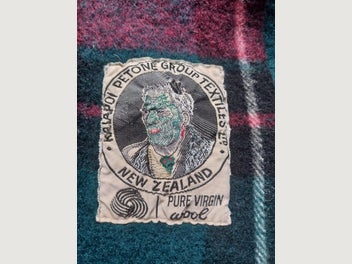 KAIAPOI PETONE GROUP TEXTILES LTD.
NEW ZEALAND
PURE VIRGIN
wool